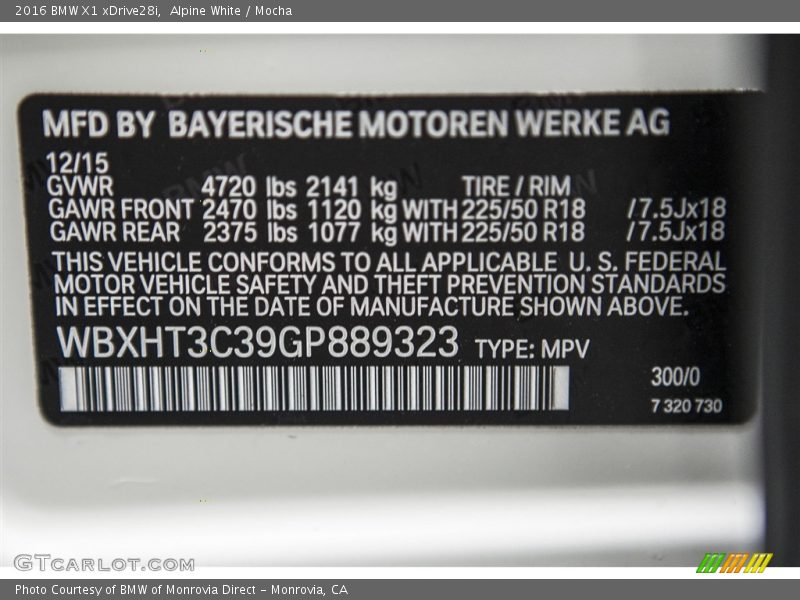 2016 BMW X1 xDrive28i,  Alpine White / Mocha
MFD BY BAYERISCHE MOTOREN WERKE AG
12/15
GVWR 4720 lbs 2141 kg TIRE / RIM
GAWR FRONT 2470 lbs 1120 kg WITH 225/50 R18 /7.5Jx18
GAWR REAR 2375 lbs 1077 kg WITH 225/50 R18 /7.5Jx18
THIS VEHICLE CONFORMS TO ALL APPLICABLE U. S. FEDERAL
MOTOR VEHICLE SAFETY AND THEFT PREVENTION STANDARDS
IN EFFECT ON THE DATE OF MANUFACTURE SHOWN ABOVE.
WBXHT3C39GP889323 TYPE: MPV
300/0
7 320 730
GTCARLOT.COM
Photo Courtesy of BMW of Monrovia Direct – Monrovia, CA